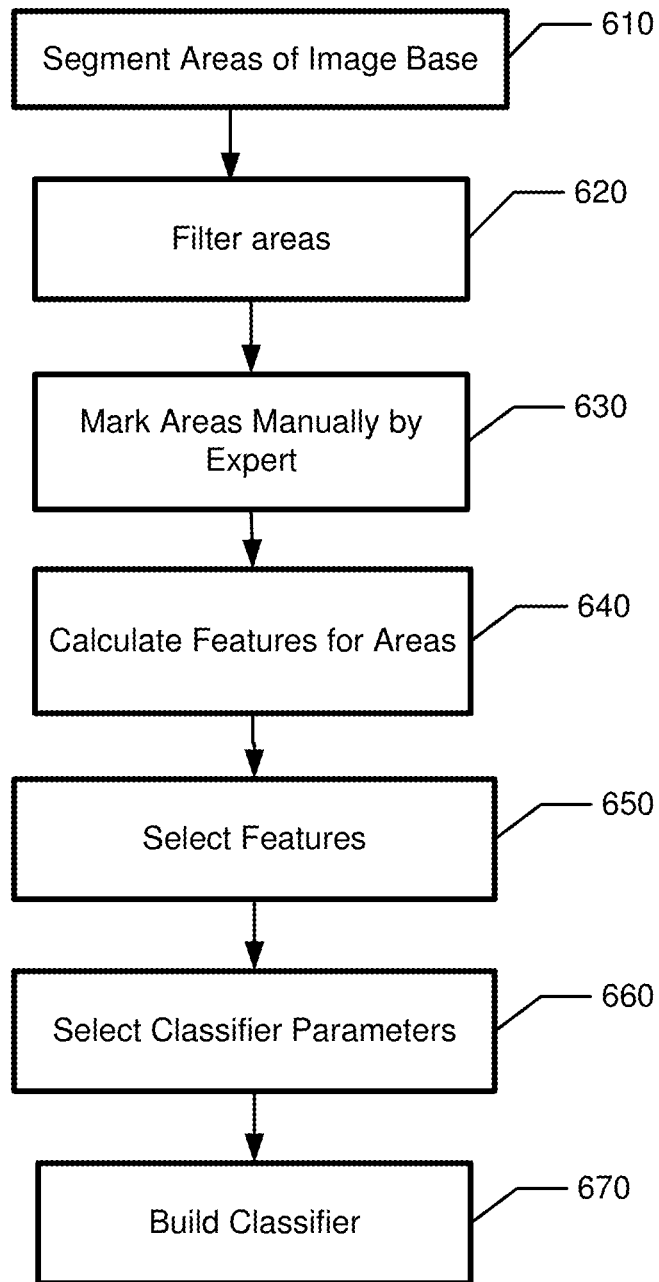 Segment Areas of Image Base
610
Filter areas
620
Mark Areas Manually by
Expert
630
Calculate Features for Areas
640
Select Features
650
Select Classifier Parameters
660
Build Classifier
670